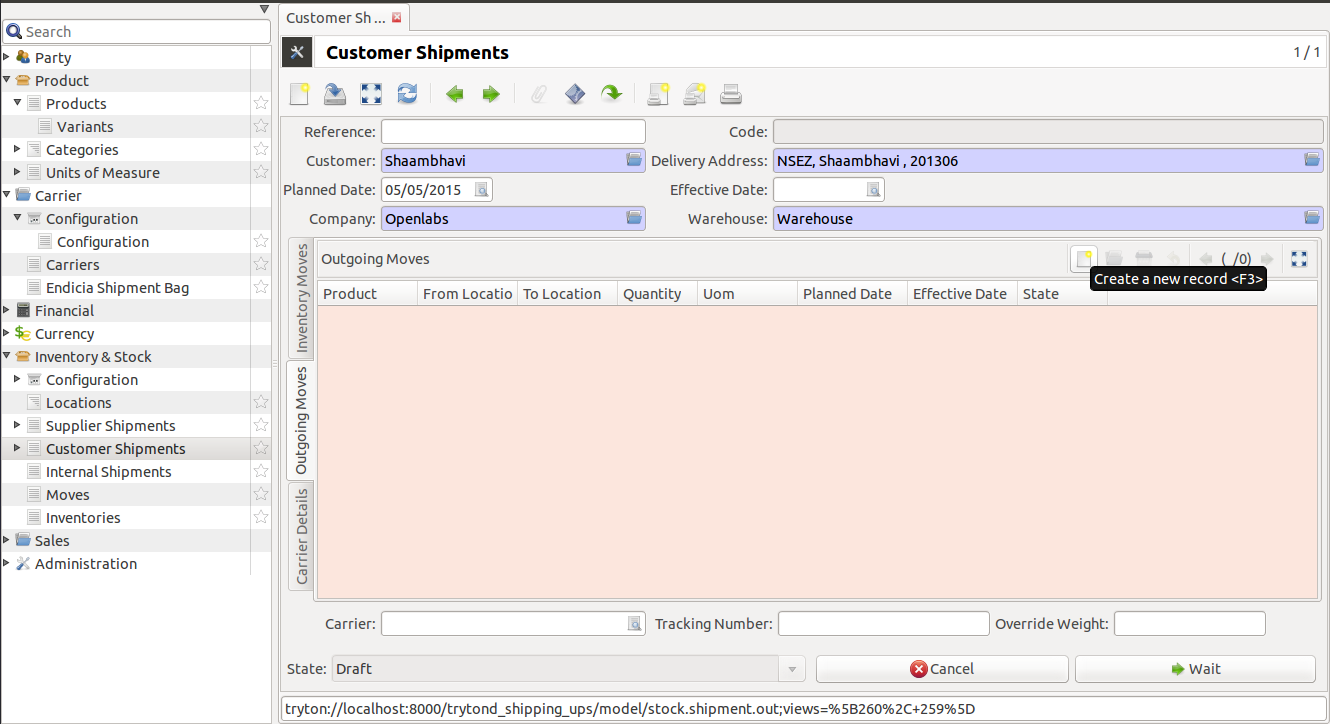 Customer Sh ...
Search
Customer Shipments
1 / 1
Party
Product
Products
Variants
Categories
Units of Measure
Carrier
Configuration
Configuration
Carriers
Endicia Shipment Bag
Financial
Currency
Inventory & Stock
Configuration
Locations
Supplier Shipments
Customer Shipments
Internal Shipments
Moves
Inventories
Sales
Administration
Reference:
Code:
Customer: Shaambhavi
Delivery Address: NSEZ, Shaambhavi , 201306
Planned Date: 05/05/2015
Effective Date:
Company: Openlabs
Warehouse: Warehouse
Inventory Moves
Outgoing Moves
Carrier Details
Outgoing Moves
(_/0)
Create a new record <F3>
Product From Locatio To Location Quantity Uom Planned Date Effective Date State
Carrier: Tracking Number: Override Weight:
State: Draft Cancel Wait
tryton://localhost:8000/trytond_shipping_ups/model/stock.shipment.out;views=%5B260%2C+259%5D